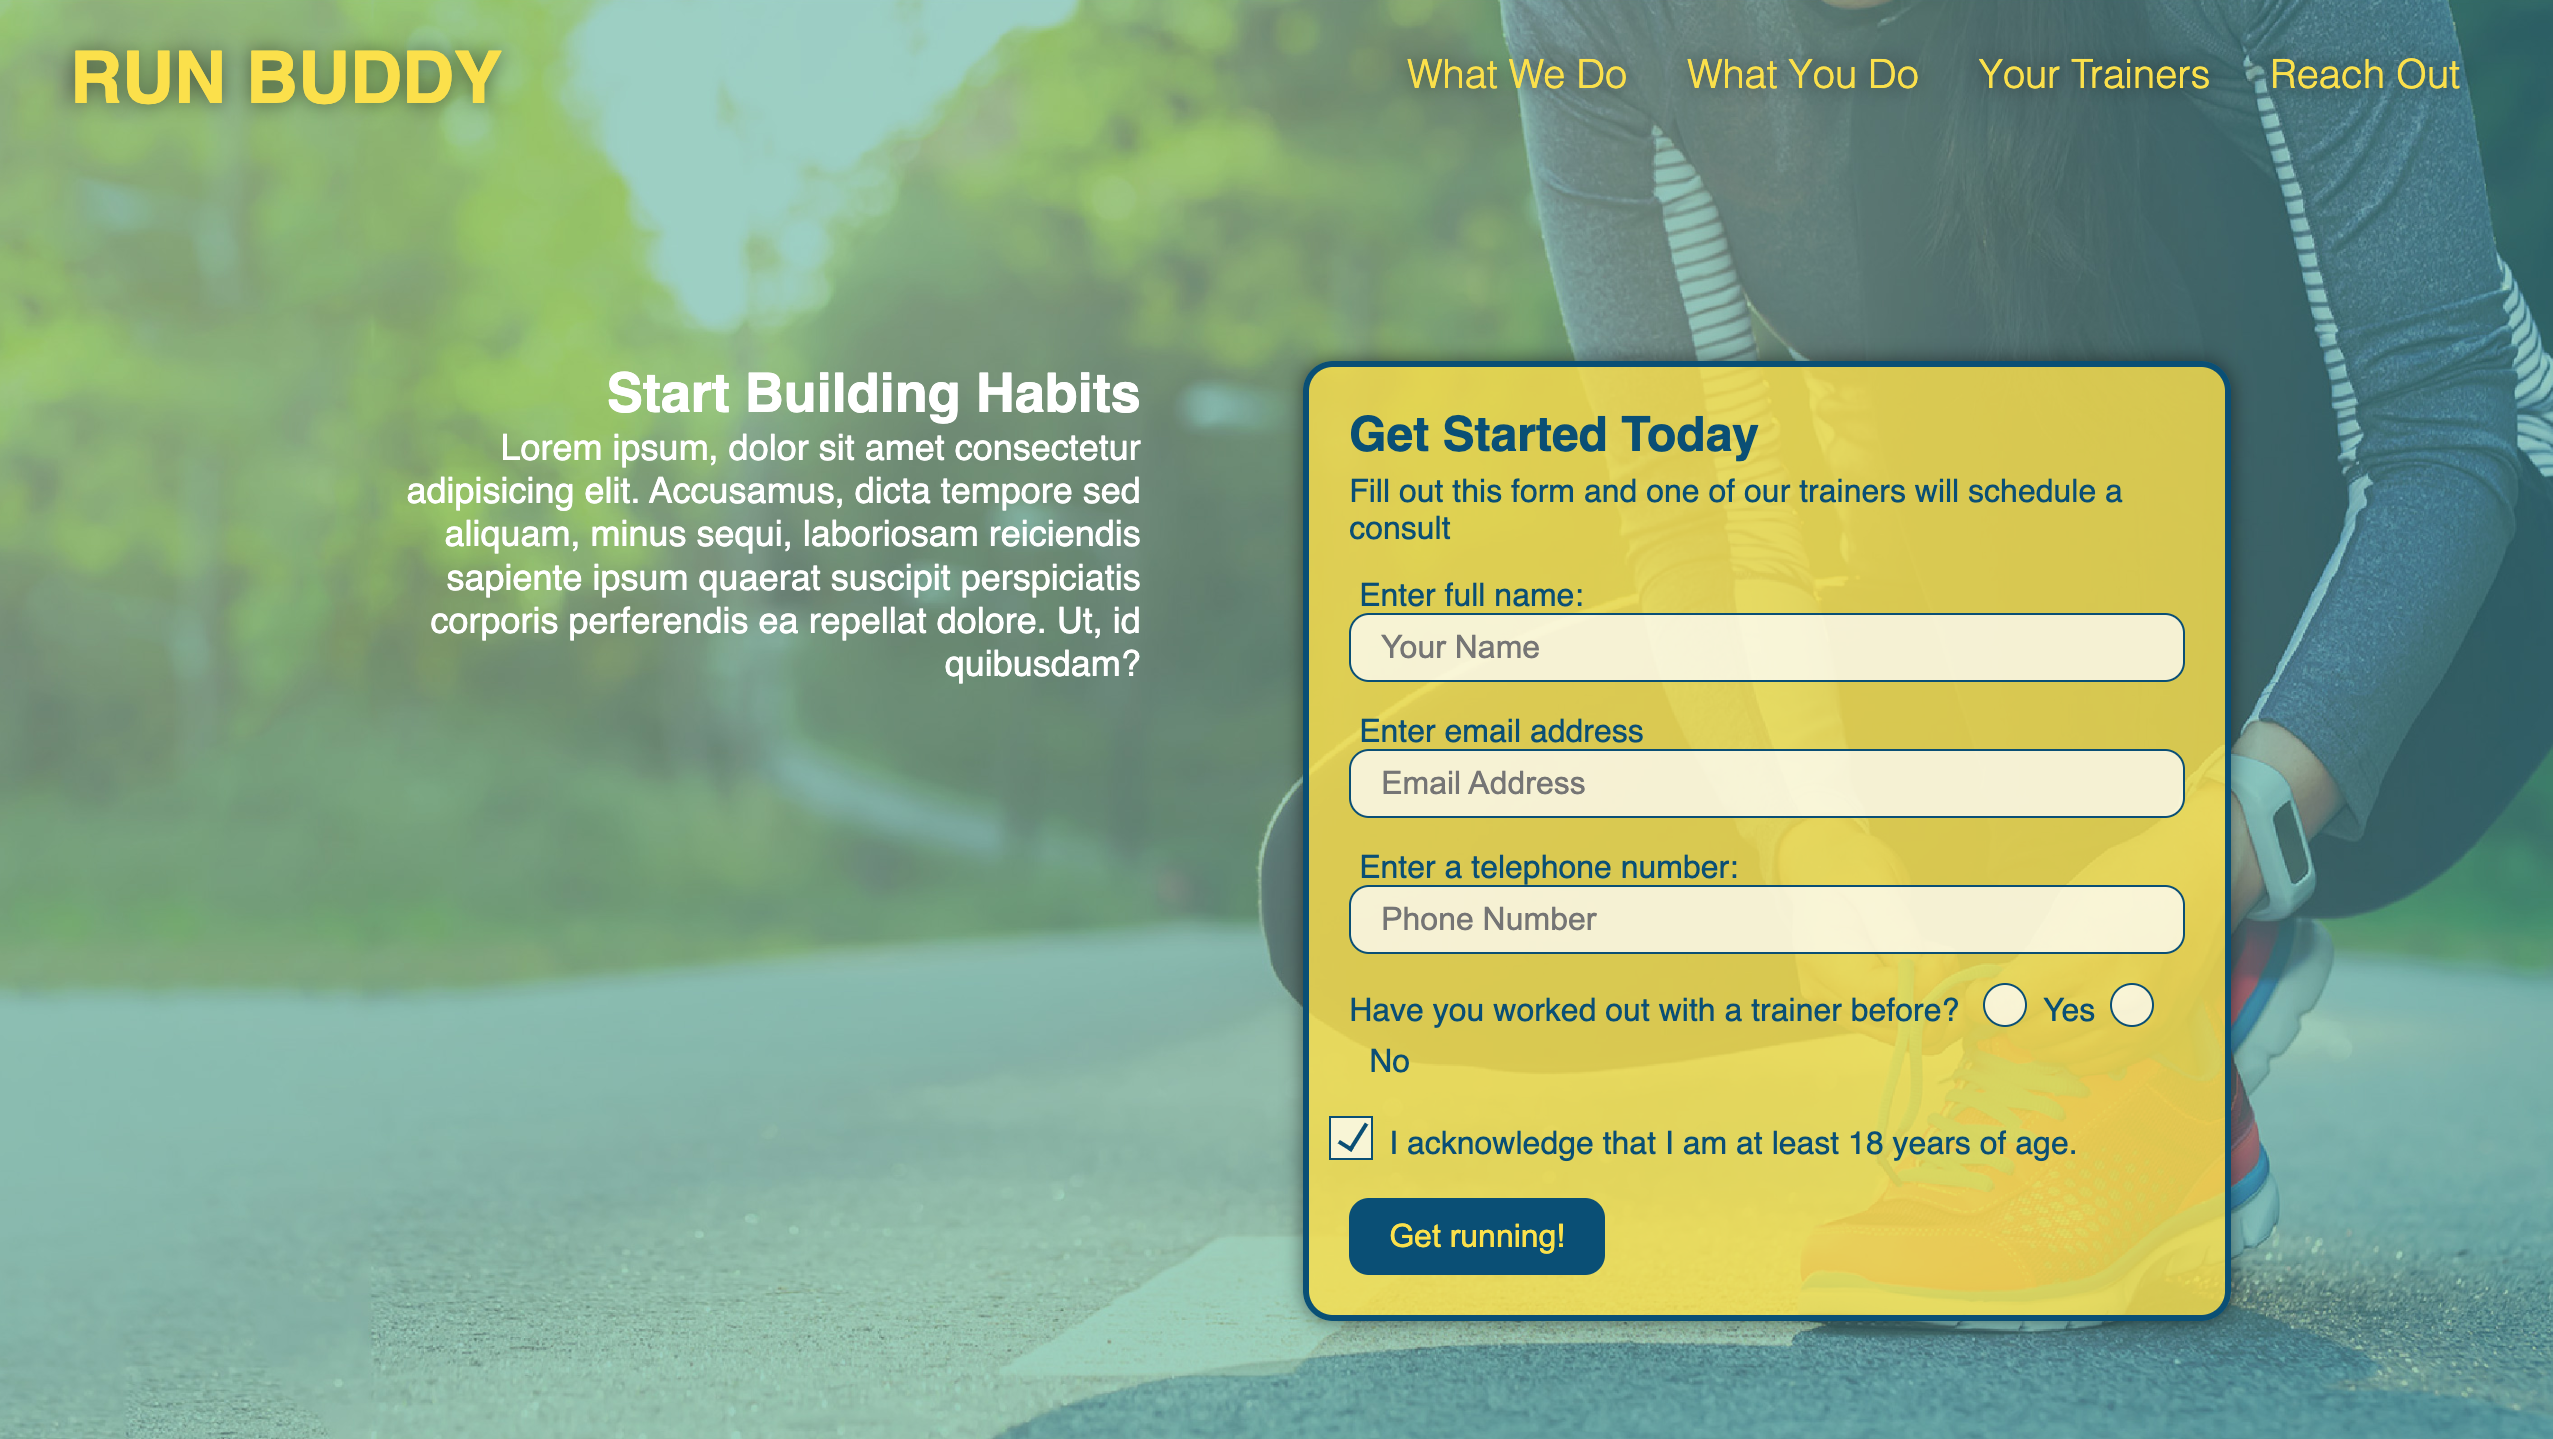 RUN BUDDY
What We Do What You Do Your Trainers Reach Out
Start Building Habits
Lorem ipsum, dolor sit amet consectetur
adipisicing elit. Accusamus, dicta tempore sed
aliquam, minus sequi, laboriosam reiciendis
sapiente ipsum quaerat suscipit perspiciatis
corporis perferendis ea repellat dolore. Ut, id
quibusdam?
Get Started Today
Fill out this form and one of our trainers will schedule a
consult
Enter full name:
Your Name
Enter email address
Email Address
Enter a telephone number:
Phone Number
Have you worked out with a trainer before? Yes
No
I acknowledge that I am at least 18 years of age.
Get running!